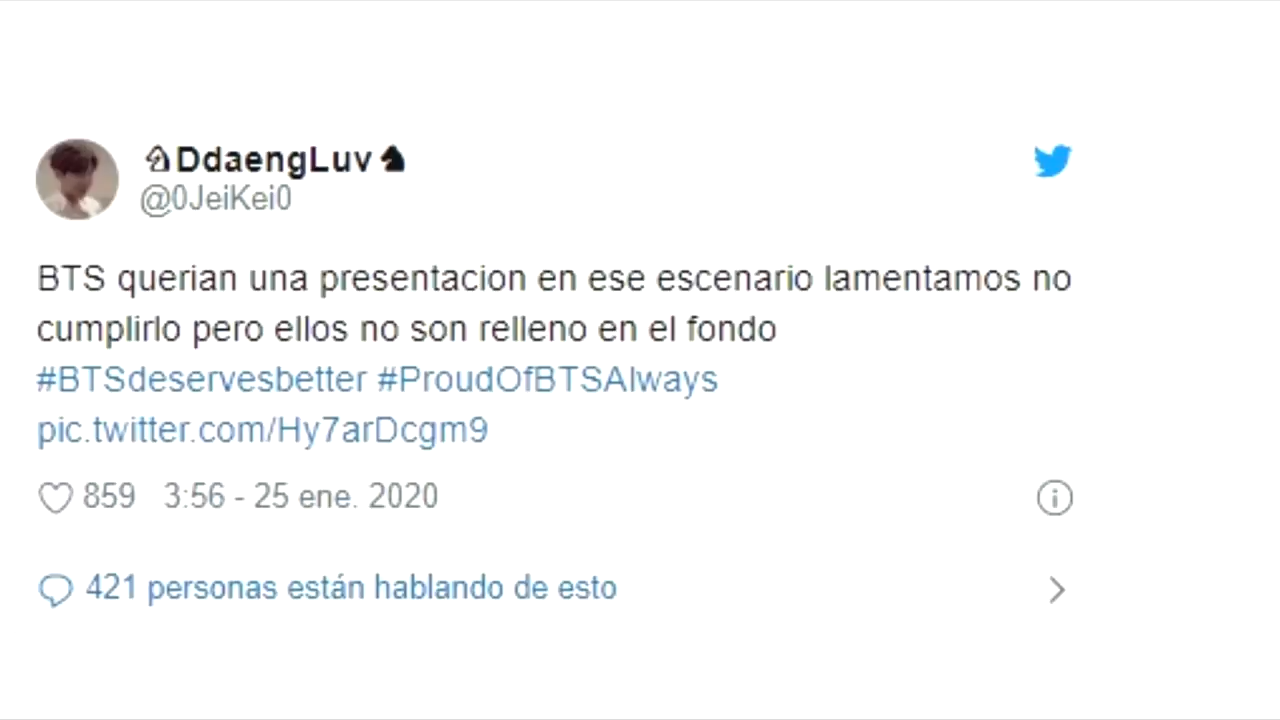 ♘DdaengLuv♞
@0JeiKei0
BTS querian una presentacion en ese escenario lamentamos no
cumplirlo pero ellos no son relleno en el fondo
#BTSdeservesbetter #ProudOfBTSAlways
pic.twitter.com/Hy7arDcgm9
859 3:56 - 25 ene. 2020
421 personas están hablando de esto